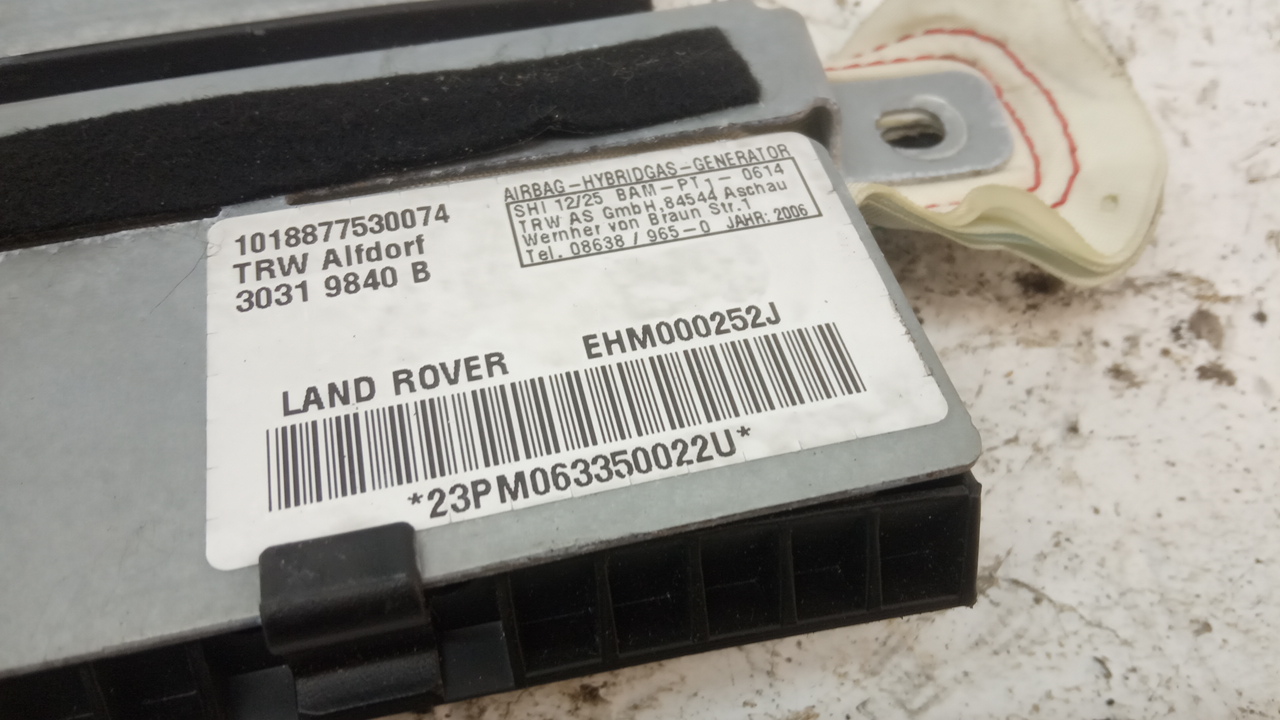 1018877530074
TRW Alfdorf
3031 9840 B
AIRBAG-HYBRIDGAS-GENERATOR
SHI 12/25 BAM-PT1- 0614
TRW AS GmbH,84544 Aschau
Wernher von Braun Str.1
Tel. 08638 / 965-0 JAHR: 2006
LAND ROVER EHM000252J
*23PM063350022U*